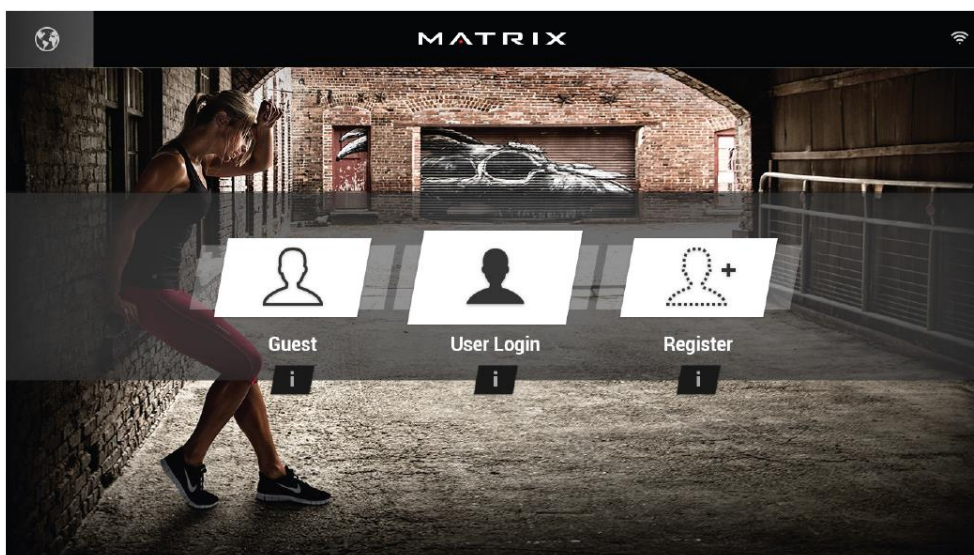 MATRIX
Guest
User Login
Register
i
i
i